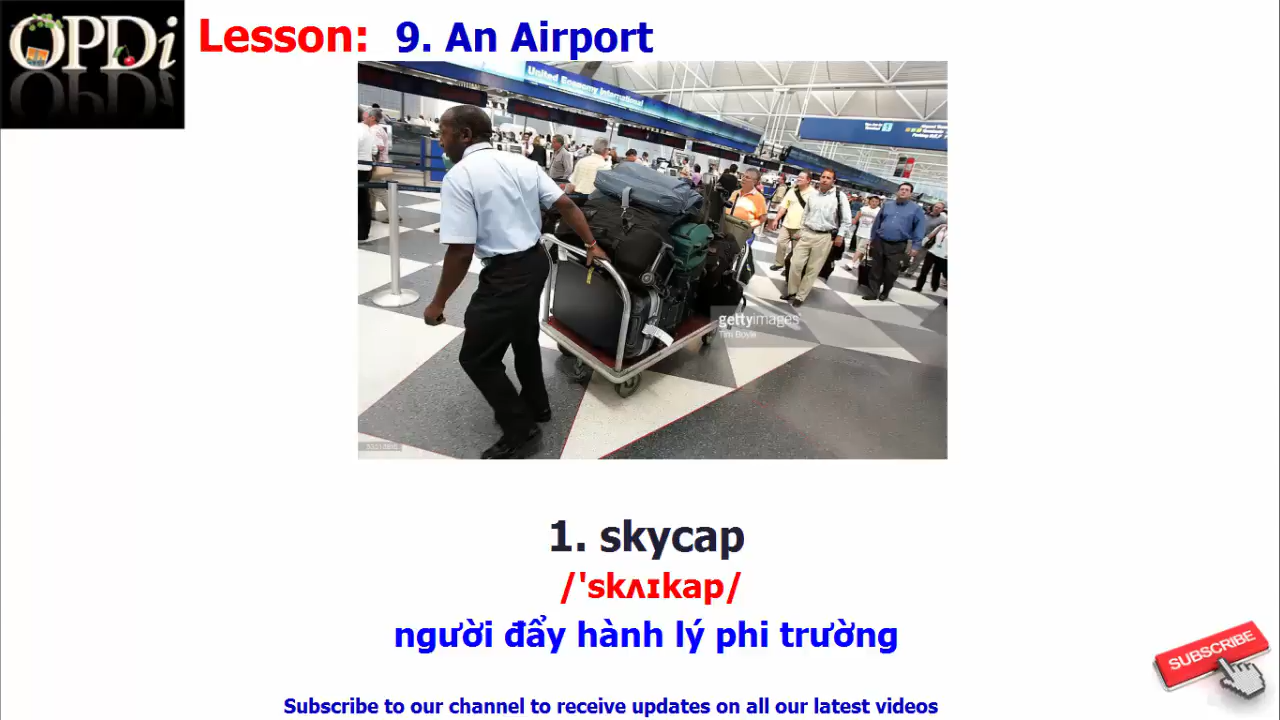 OPDi
Lesson: 9. An Airport
United Economy International
gettyimages
Tim Boyle
1. skycap
/ˈskʌɪkap/
người đẩy hành lý phi trường
SUBSCRIBE
Subscribe to our channel to receive updates on all our latest videos